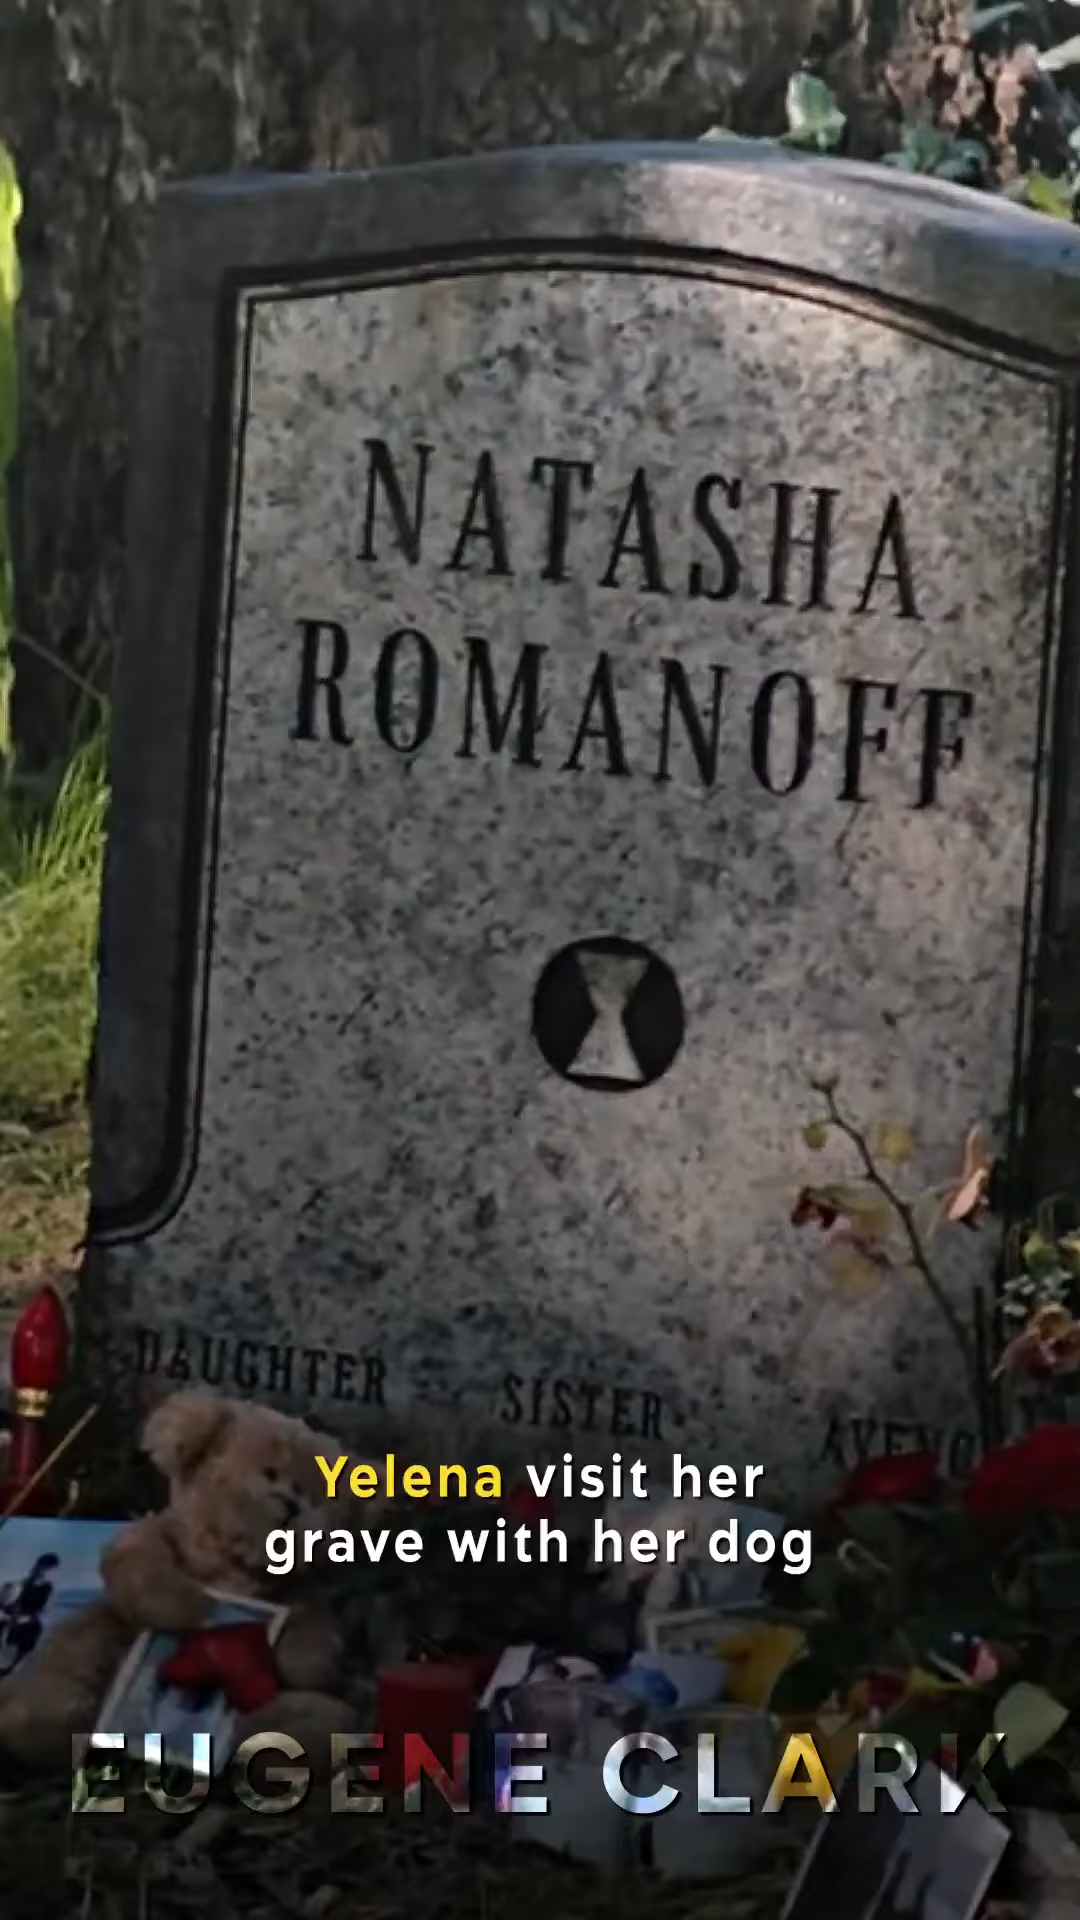 NATASHA
ROMANOFF
DAUGHTER SISTER
Yelena visit her
grave with her dog
EUGENE CLARK